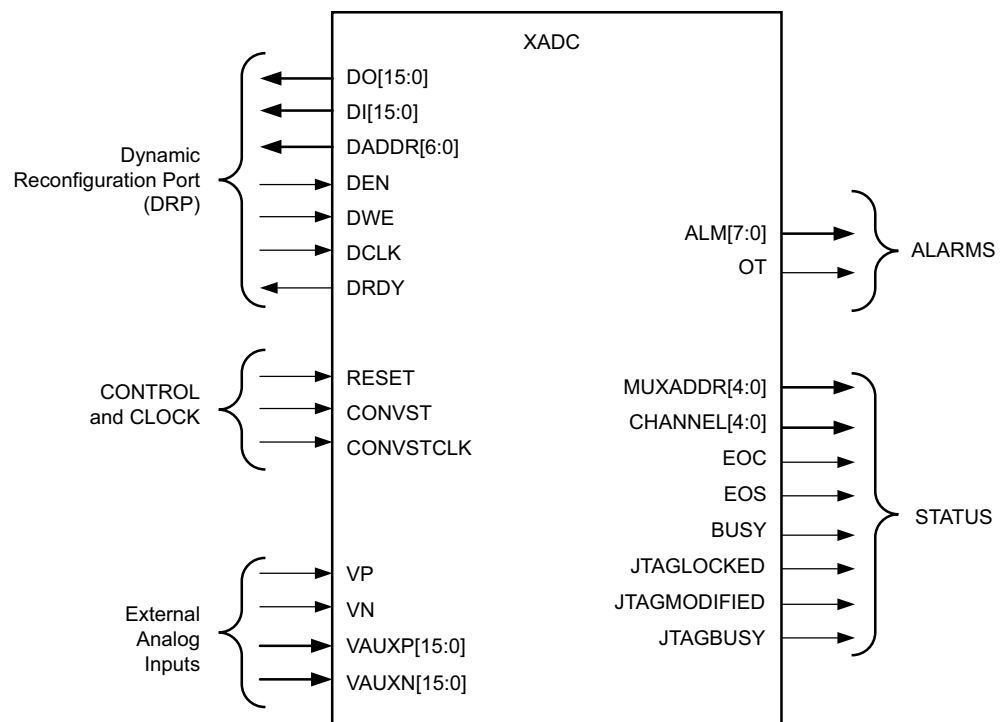 XADC
DO[15:0]
DI[15:0]
DADDR[6:0]
DEN
DWE
DCLK
DRDY
Dynamic
Reconfiguration Port
(DRP)
RESET
CONVST
CONVSTCLK
CONTROL
and CLOCK
VP
VN
VAUXP[15:0]
VAUXN[15:0]
External
Analog
Inputs
ALM[7:0]
OT
ALARMS
MUXADDR[4:0]
CHANNEL[4:0]
EOC
EOS
BUSY
JTAGLOCKED
JTAGMODIFIED
JTAGBUSY
STATUS